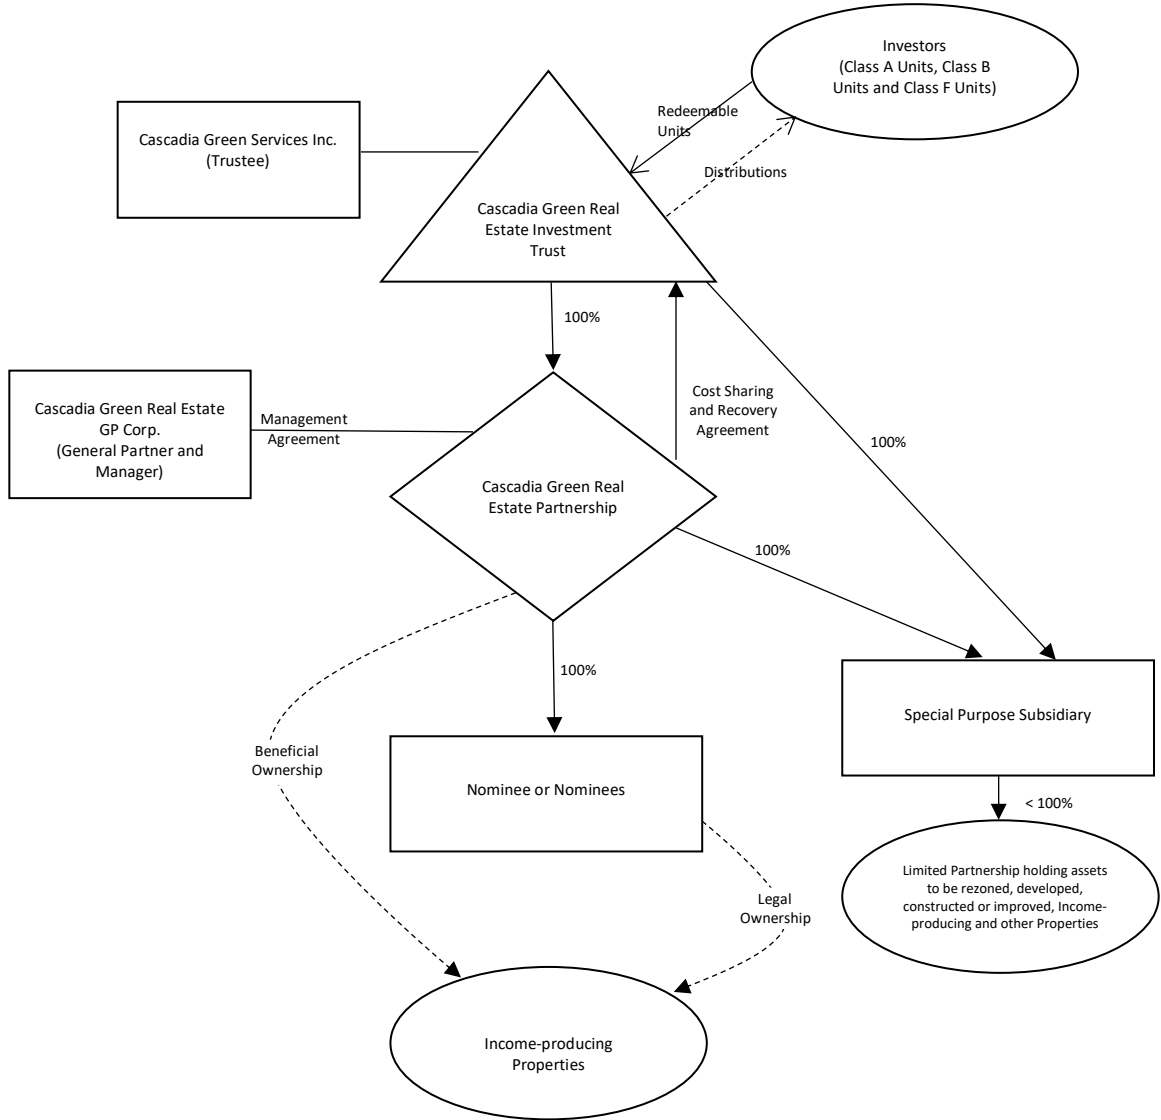 Investors
(Class A Units, Class B
Units and Class F Units)
Redeemable
Units
Distributions
Cascadia Green Services Inc.
(Trustee)
Cascadia Green Real
Estate Investment
Trust
100%
Cost Sharing
and Recovery
Agreement
100%
Cascadia Green Real Estate
GP Corp.
(General Partner and
Manager)
Management
Agreement
Cascadia Green Real
Estate Partnership
100%
100%
Beneficial
Ownership
Nominee or Nominees
Special Purpose Subsidiary
< 100%
Legal
Ownership
Limited Partnership holding assets
to be rezoned, developed,
constructed or improved, Income-
producing and other Properties
Income-producing
Properties